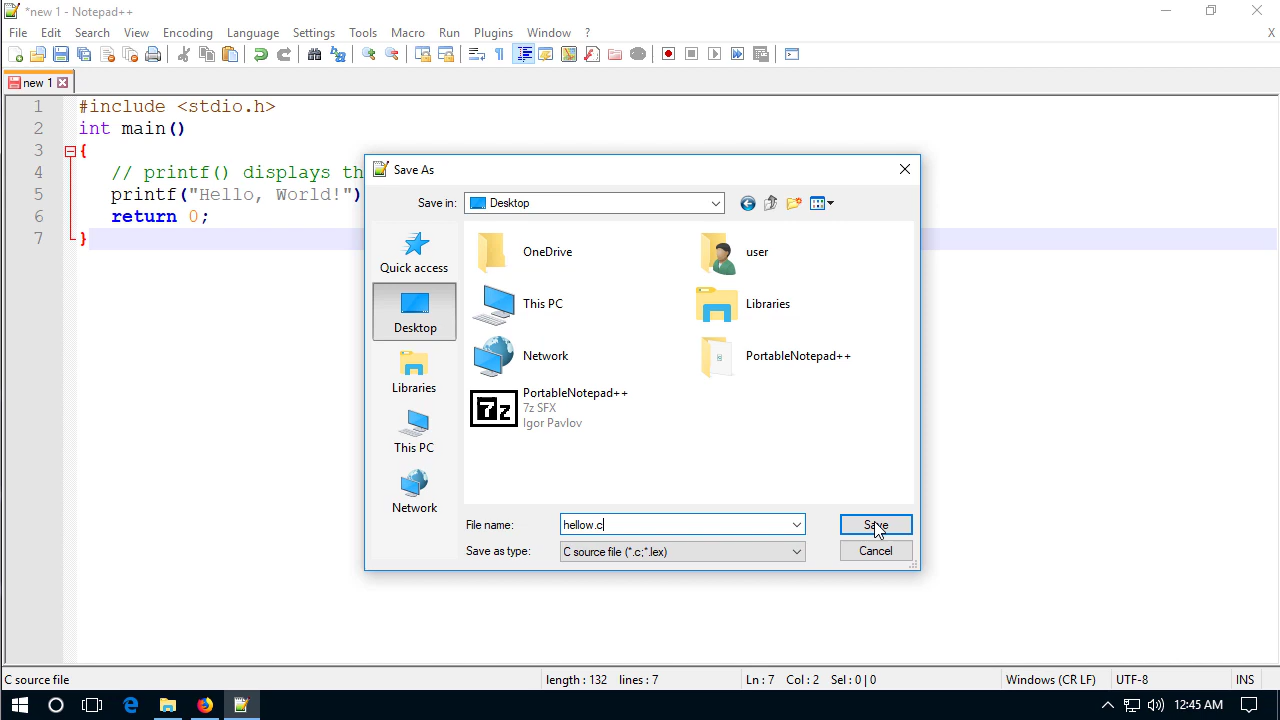 *new 1 - Notepad++
File Edit Search View Encoding Language Settings Tools Macro Run Plugins Window ? X
new 1
1 #include <stdio.h>
2 int main()
3 {
4 // printf() displays th
5 printf("Hello, World!")
6 return 0;
7 }
Save As
Save in: Desktop
Quick access
Desktop
Libraries
This PC
Network
OneDrive
user
This PC
Libraries
Network
PortableNotepad++
PortableNotepad++
7z SFX
Igor Pavlov
7z
File name: hellow.c Save
Save as type: C source file (*.c;*.lex) Cancel
C source file length : 132 lines : 7 Ln : 7 Col : 2 Sel : 0 | 0 Windows (CR LF) UTF-8 INS
12:45 AM